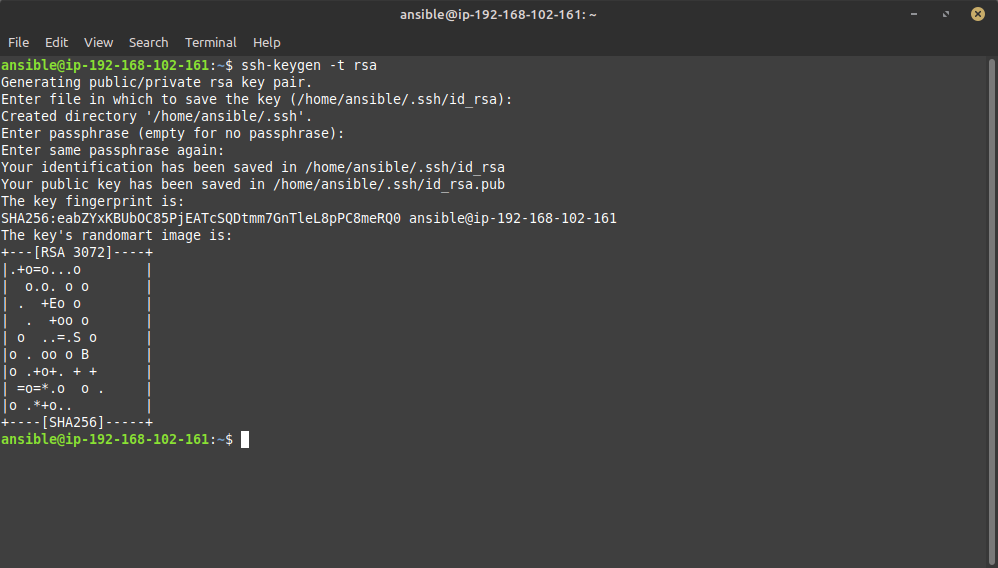 ansible@ip-192-168-102-161: ~
File Edit View Search Terminal Help
ansible@ip-192-168-102-161:~$ ssh-keygen -t rsa
Generating public/private rsa key pair.
Enter file in which to save the key (/home/ansible/.ssh/id_rsa):
Created directory '/home/ansible/.ssh'.
Enter passphrase (empty for no passphrase):
Enter same passphrase again:
Your identification has been saved in /home/ansible/.ssh/id_rsa
Your public key has been saved in /home/ansible/.ssh/id_rsa.pub
The key fingerprint is:
SHA256:eabZYxKBUbOC85PjEATcSQDtmm7GnTleL8pPC8meRQ0 ansible@ip-192-168-102-161
The key's randomart image is:
+---[RSA 3072]----+
|.+o=o...o        |
|  o.o. o o       |
| .  +Eo o        |
|  .  +oo o       |
| o  ..=.S o      |
|o . oo o B       |
|o .+o+. + +      |
| =o=*.o  o .     |
|o .*+o..         |
+----[SHA256]-----+
ansible@ip-192-168-102-161:~$